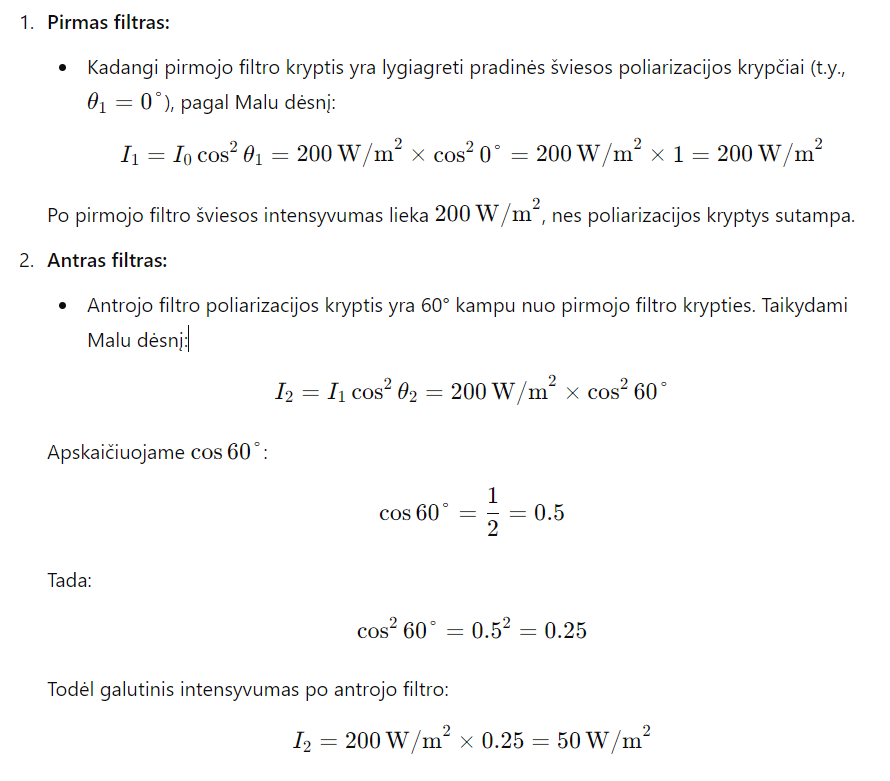 1. Pirmas filtras:
• Kadangi pirmojo filtro kryptis yra lygiagreti pradinės šviesos poliarizacijos krypčiai (t.y.,
θ₁ = 0°), pagal Malu dėsnį:
I₁ = I₀ cos² θ₁ = 200 W/m² × cos² 0° = 200 W/m² × 1 = 200 W/m²
Po pirmojo filtro šviesos intensyvumas lieka 200 W/m², nes poliarizacijos kryptys sutampa.
2. Antras filtras:
• Antrojo filtro poliarizacijos kryptis yra 60° kampu nuo pirmojo filtro krypties. Taikydami
Malu dėsnį:
I₂ = I₁ cos² θ₂ = 200 W/m² × cos² 60°
Apskaičiuojame cos 60°:
cos 60° = 1/2 = 0.5
Tada:
cos² 60° = 0.5² = 0.25
Todėl galutinis intensyvumas po antrojo filtro:
I₂ = 200 W/m² × 0.25 = 50 W/m²